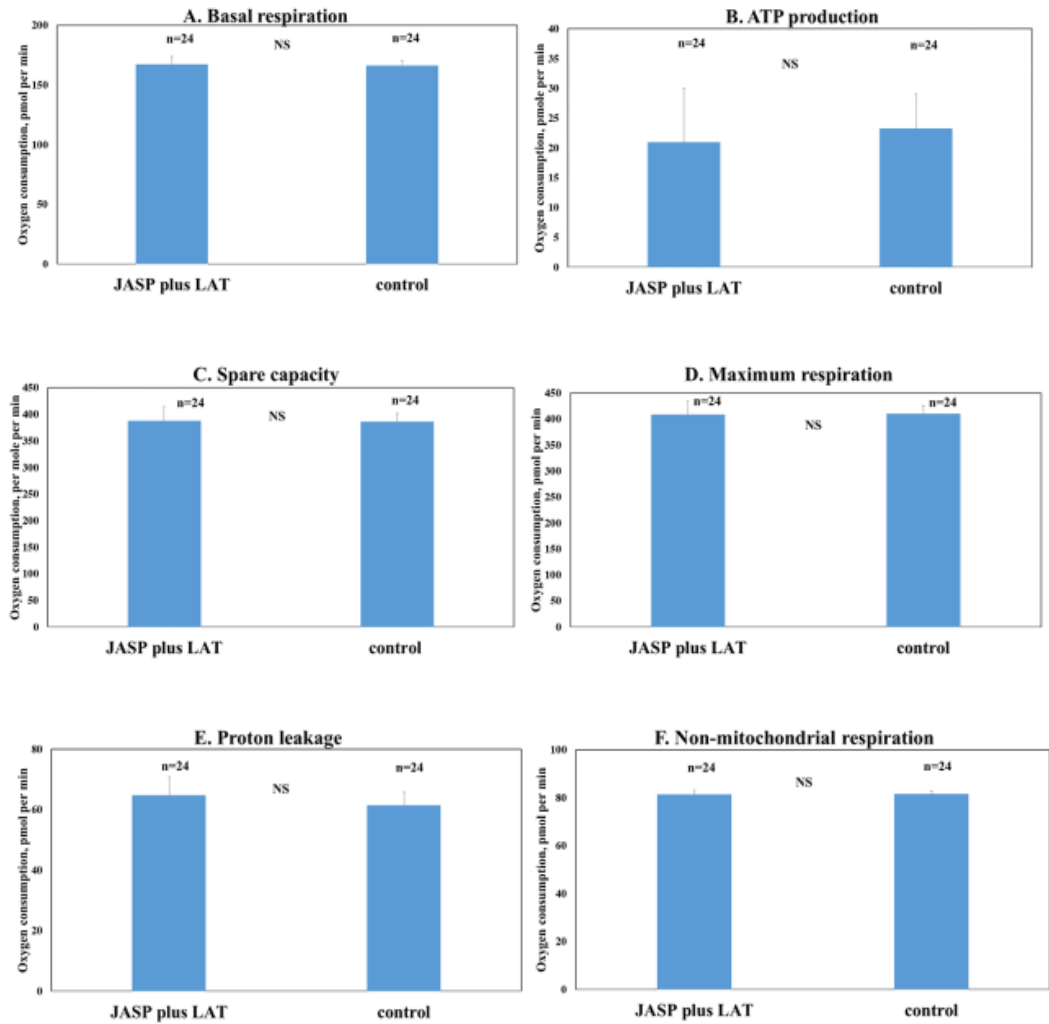 A. Basal respiration
Oxygen consumption, pmol per min
200
150
100
50
0
n=24
NS
n=24
JASP plus LAT
control
B. ATP production
Oxygen consumption, pmole per min
40
35
30
25
20
15
10
5
0
n=24
NS
n=24
JASP plus LAT
control
C. Spare capacity
Oxygen consumption, per mole per min
450
400
350
300
250
200
150
100
50
0
n=24
NS
n=24
JASP plus LAT
control
D. Maximum respiration
Oxygen consumption, pmol per min
450
400
350
300
250
200
150
100
50
0
n=24
NS
n=24
JASP plus LAT
control
E. Proton leakage
Oxygen consumption, pmol per min
80
60
40
20
0
n=24
NS
n=24
JASP plus LAT
control
F. Non-mitochondrial respiration
Oxygen consumption, pmol per min
100
80
60
40
20
0
n=24
NS
n=24
JASP plus LAT
control